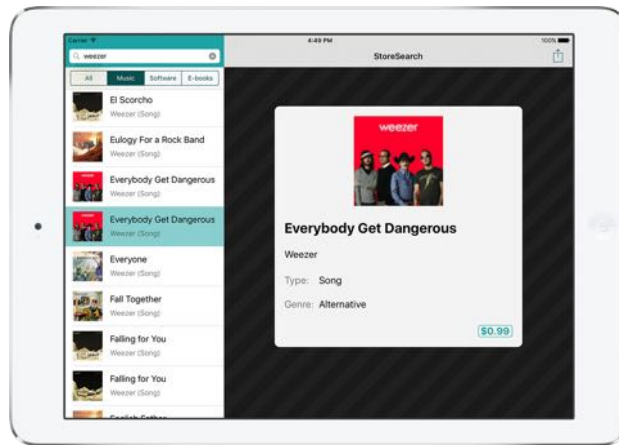 Carrier
4:49 PM
100%
weezer
StoreSearch
All
Music
Software
E-books
El Scorcho
Weezer (Song)
Eulogy For a Rock Band
Weezer (Song)
Everybody Get Dangerous
Weezer (Song)
Everybody Get Dangerous
Weezer (Song)
Everyone
Weezer (Song)
Fall Together
Weezer (Song)
Falling for You
Weezer (Song)
Falling for You
Weezer (Song)
weezer
Everybody Get Dangerous
Weezer
Type: Song
Genre: Alternative
$0.99